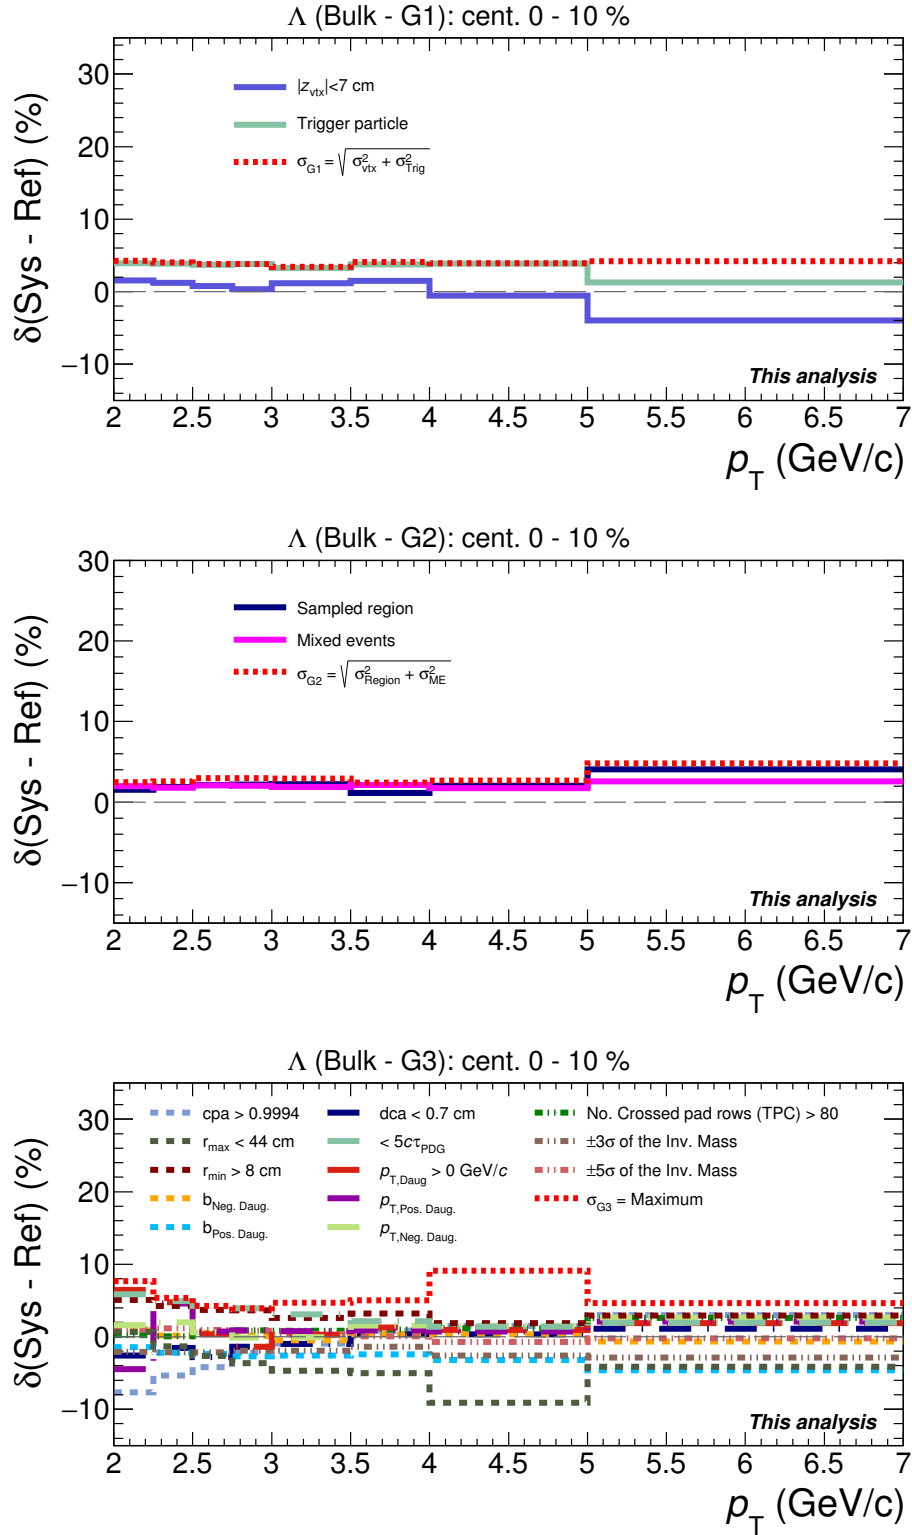 Λ (Bulk - G1): cent. 0 - 10 %
δ(Sys - Ref) (%)
30
20
10
0
−10
|z_vtx|<7 cm
Trigger particle
σ_G1 = √(σ²_vtx + σ²_Trig)
This analysis
2 2.5 3 3.5 4 4.5 5 5.5 6 6.5 7
p_T (GeV/c)
Λ (Bulk - G2): cent. 0 - 10 %
δ(Sys - Ref) (%)
30
20
10
0
−10
Sampled region
Mixed events
σ_G2 = √(σ²_Region + σ²_ME)
This analysis
2 2.5 3 3.5 4 4.5 5 5.5 6 6.5 7
p_T (GeV/c)
Λ (Bulk - G3): cent. 0 - 10 %
δ(Sys - Ref) (%)
30
20
10
0
−10
cpa > 0.9994
r_max < 44 cm
r_min > 8 cm
b_Neg. Daug.
b_Pos. Daug.
dca < 0.7 cm
< 5cτ_PDG
p_T,Daug > 0 GeV/c
p_T,Pos. Daug.
p_T,Neg. Daug.
No. Crossed pad rows (TPC) > 80
±3σ of the Inv. Mass
±5σ of the Inv. Mass
σ_G3 = Maximum
This analysis
2 2.5 3 3.5 4 4.5 5 5.5 6 6.5 7
p_T (GeV/c)